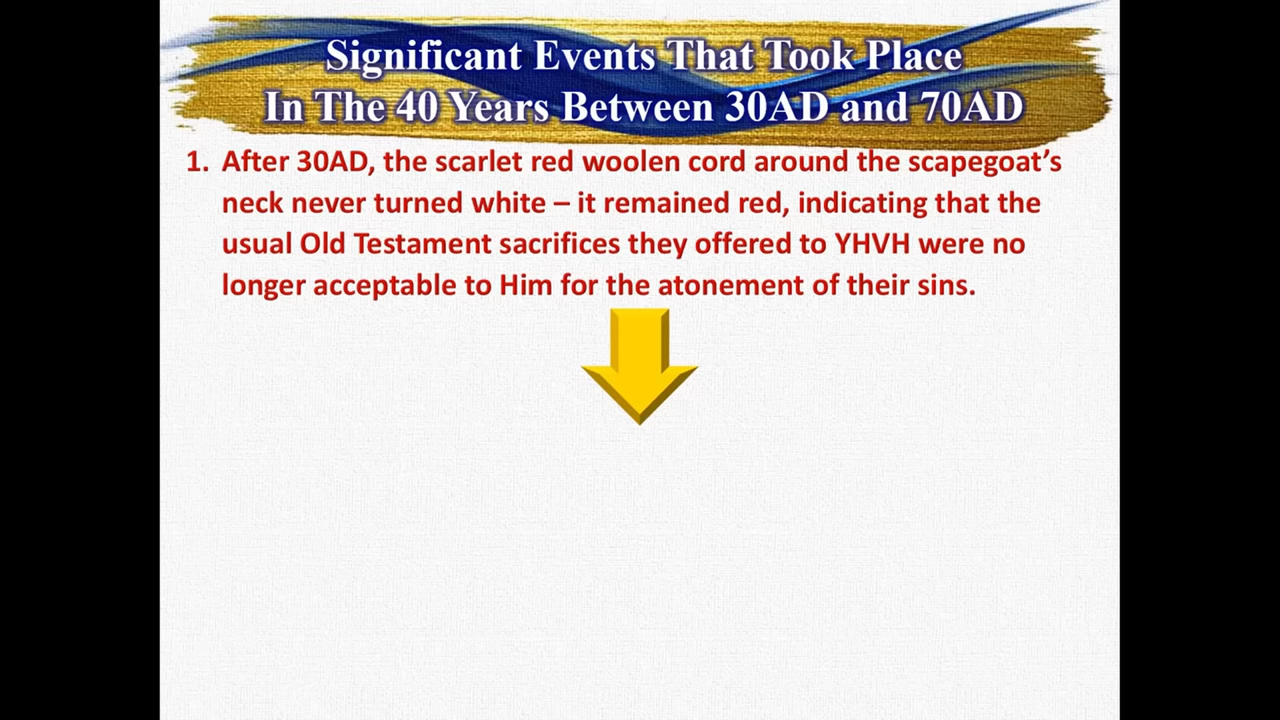 Significant Events That Took Place
In The 40 Years Between 30AD and 70AD
1. After 30AD, the scarlet red woolen cord around the scapegoat’s
neck never turned white – it remained red, indicating that the
usual Old Testament sacrifices they offered to YHVH were no
longer acceptable to Him for the atonement of their sins.